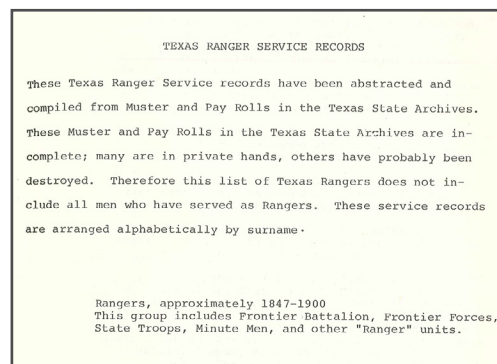 TEXAS RANGER SERVICE RECORDS
These Texas Ranger Service records have been abstracted and
compiled from Muster and Pay Rolls in the Texas State Archives.
These Muster and Pay Rolls in the Texas State Archives are in-
complete; many are in private hands, others have probably been
destroyed. Therefore this list of Texas Rangers does not in-
clude all men who have served as Rangers. These service records
are arranged alphabetically by surname.
Rangers, approximately 1847-1900
This group includes Frontier Battalion, Frontier Forces,
State Troops, Minute Men, and other "Ranger" units.